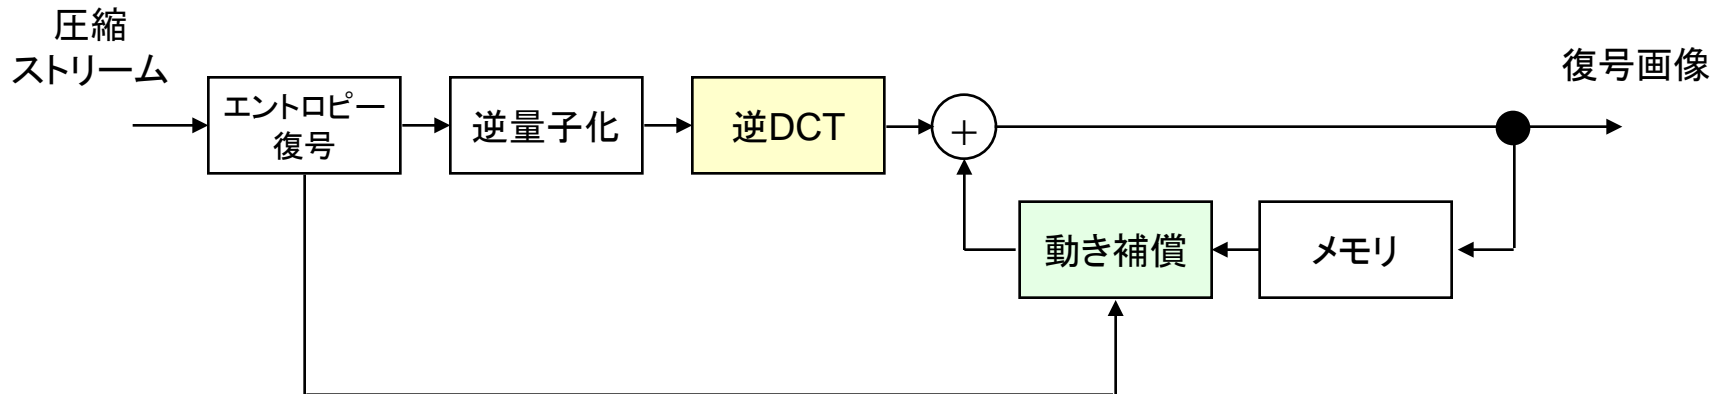 圧縮
ストリーム
エントロピー
復号
逆量子化
逆DCT
+
復号画像
動き補償
メモリ